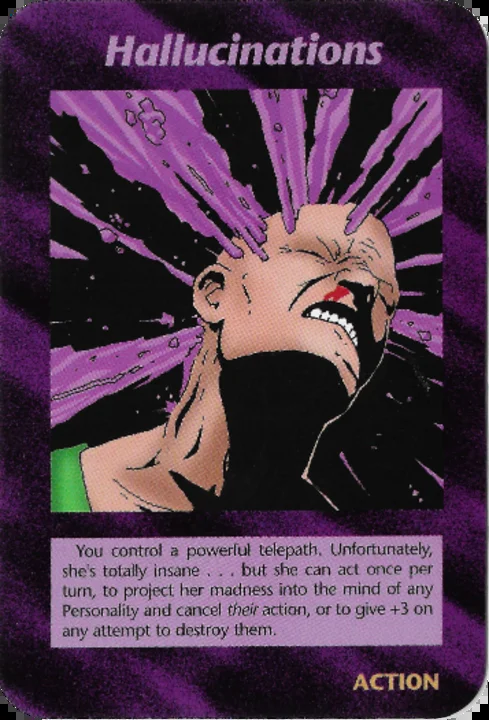 Hallucinations
You control a powerful telepath. Unfortunately,
she's totally insane . . . but she can act once per
turn, to project her madness into the mind of any
Personality and cancel their action, or to give +3 on
any attempt to destroy them.
ACTION